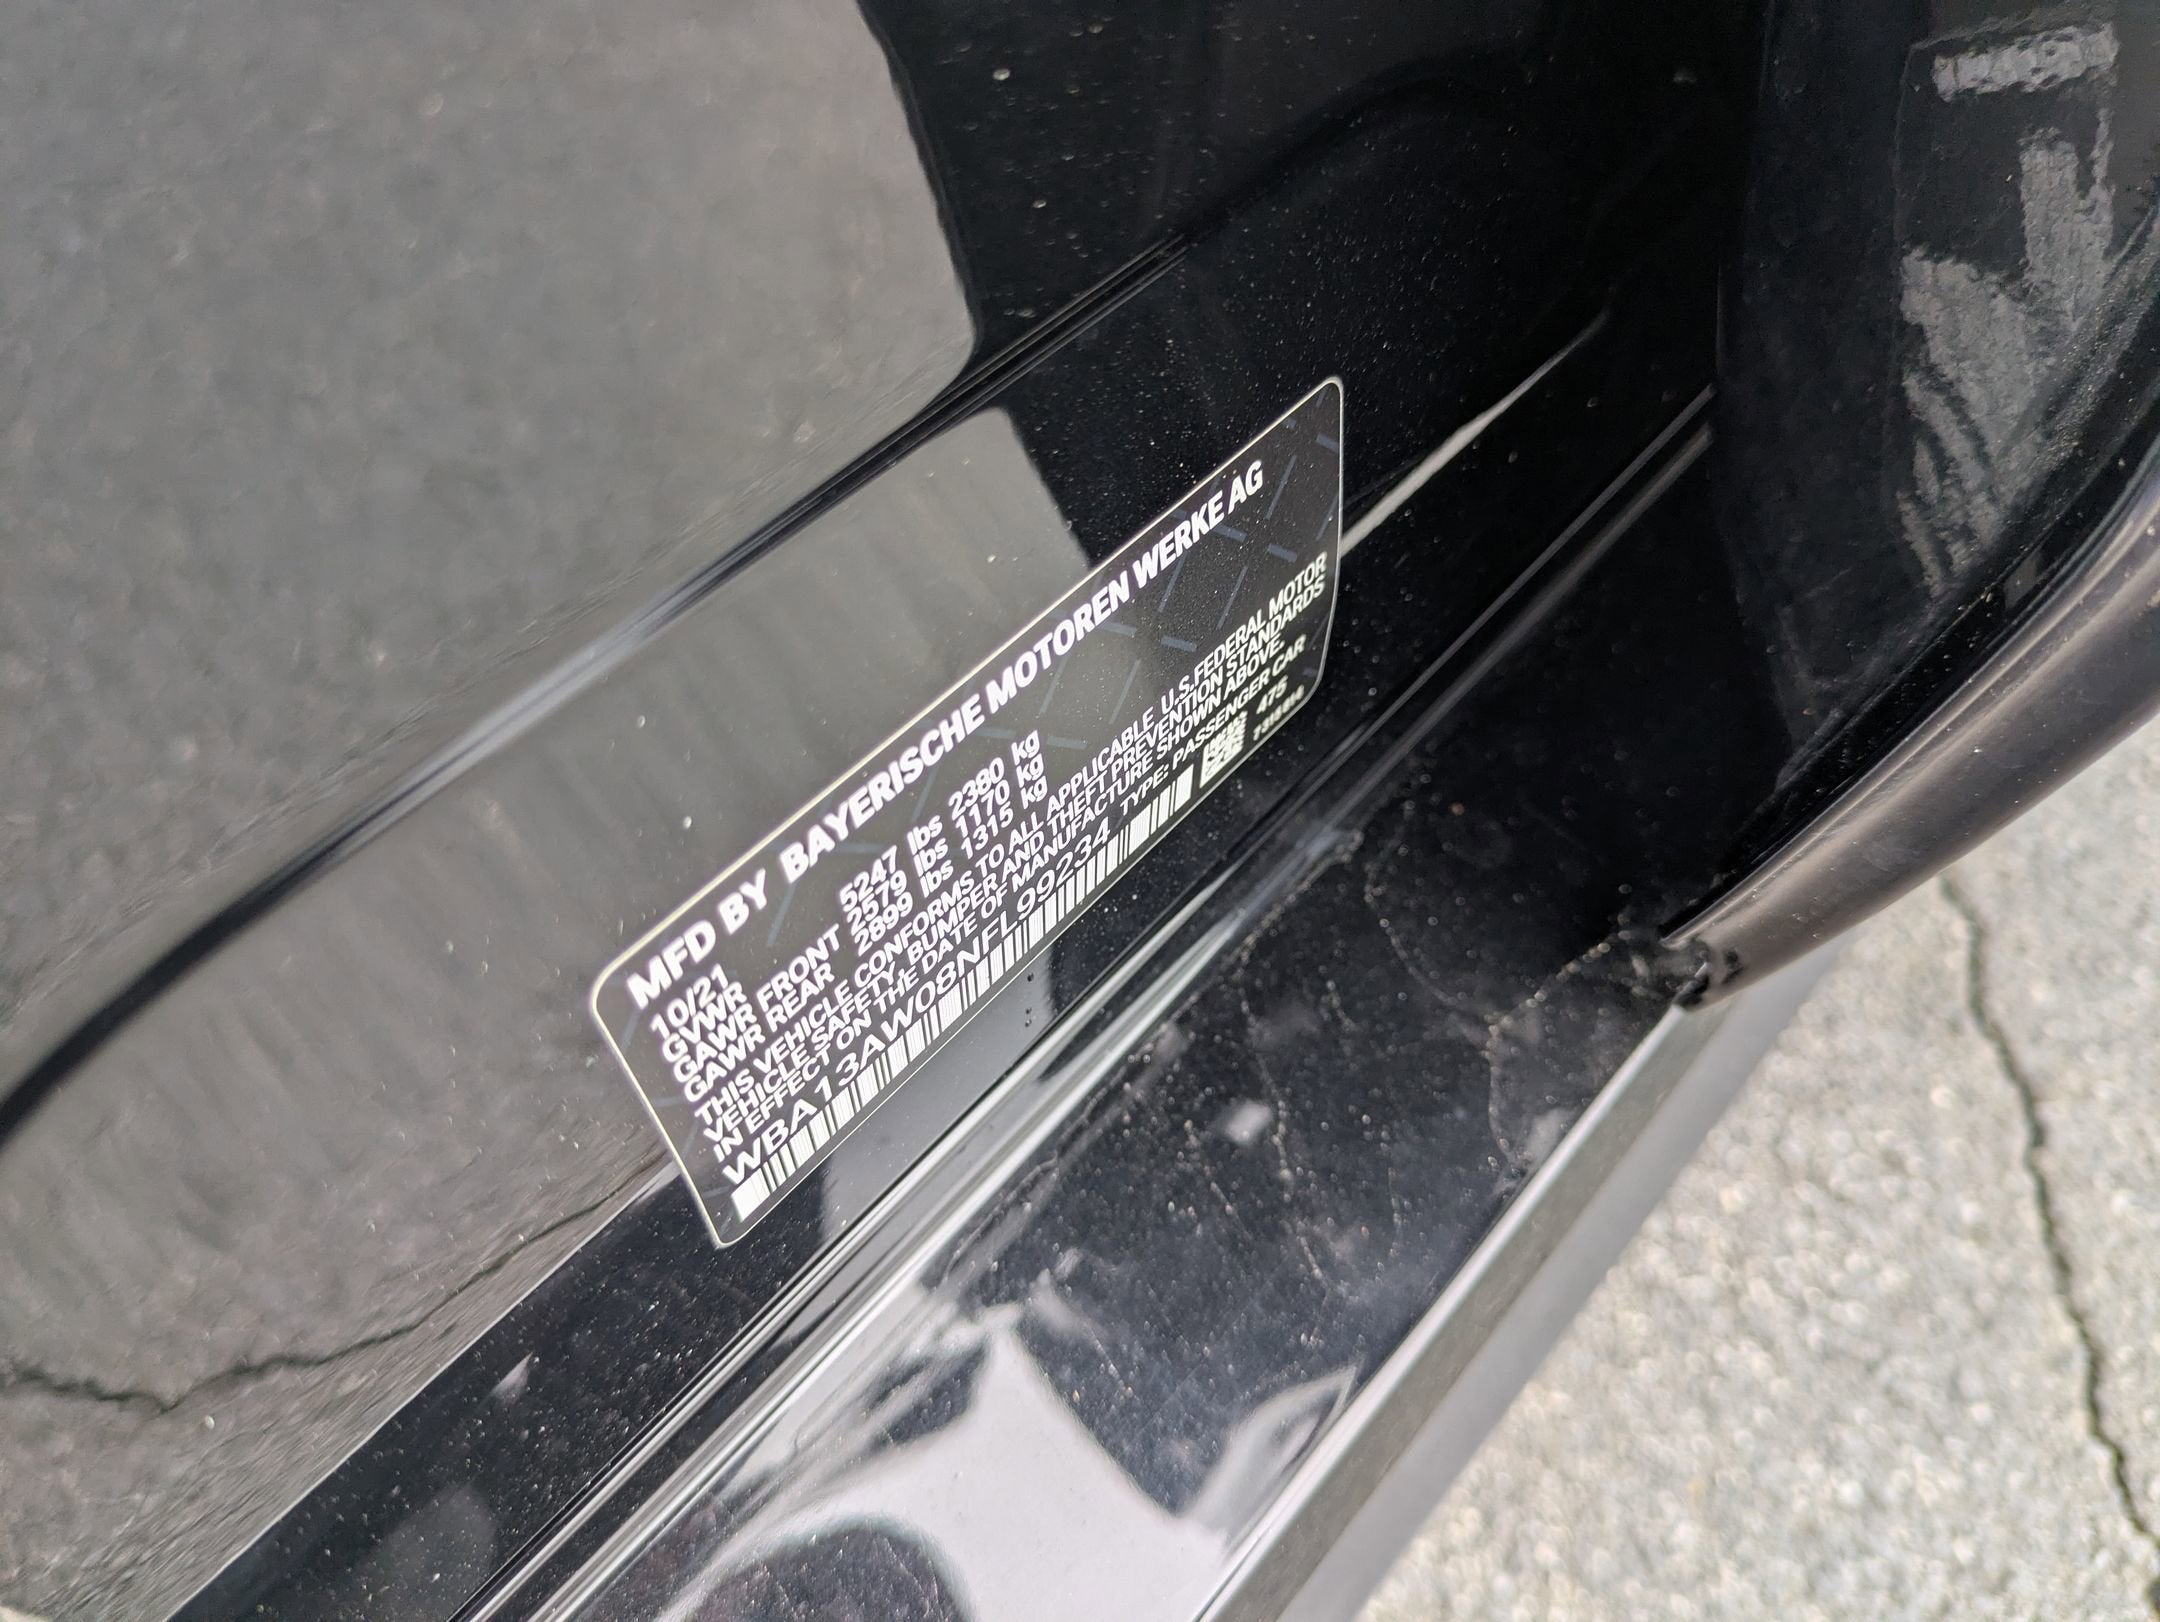 MFD BY BAYERISCHE MOTOREN WERKE AG
10/21
GVWR 5247 lbs 2380 kg
GAWR FRONT 2579 lbs 1170 kg
GAWR REAR 2899 lbs 1315 kg
THIS VEHICLE CONFORMS TO ALL APPLICABLE U.S.FEDERAL MOTOR
VEHICLE SAFETY, BUMPER AND THEFT PREVENTION STANDARDS
IN EFFECT ON THE DATE OF MANUFACTURE SHOWN ABOVE.
WBA13AW08NFL99234 TYPE: PASSENGER CAR
475